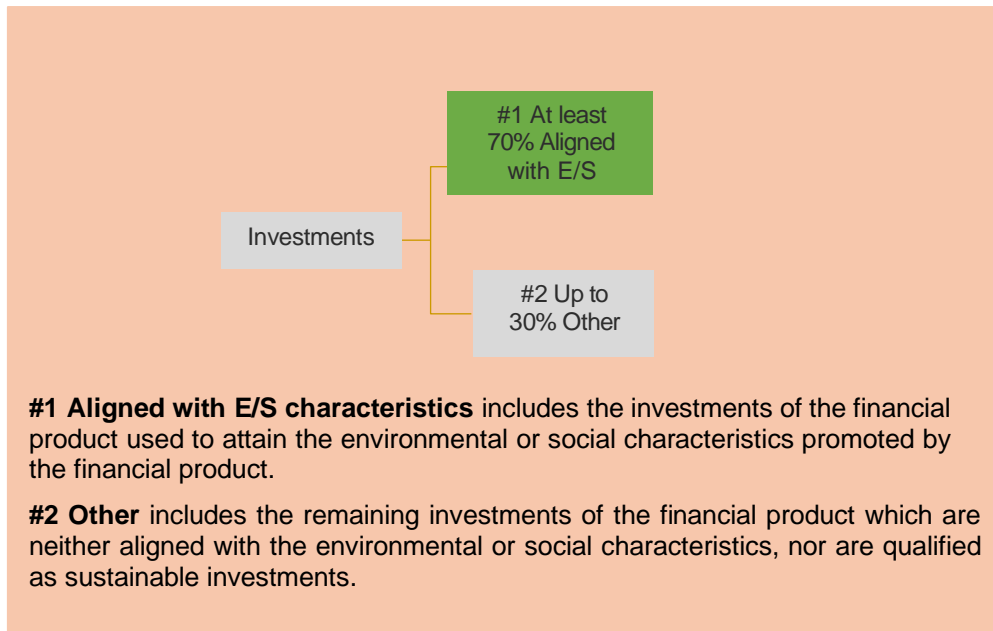 #1 At least
70% Aligned
with E/S
Investments
#2 Up to
30% Other
#1 Aligned with E/S characteristics includes the investments of the financial
product used to attain the environmental or social characteristics promoted by
the financial product.
#2 Other includes the remaining investments of the financial product which are
neither aligned with the environmental or social characteristics, nor are qualified
as sustainable investments.